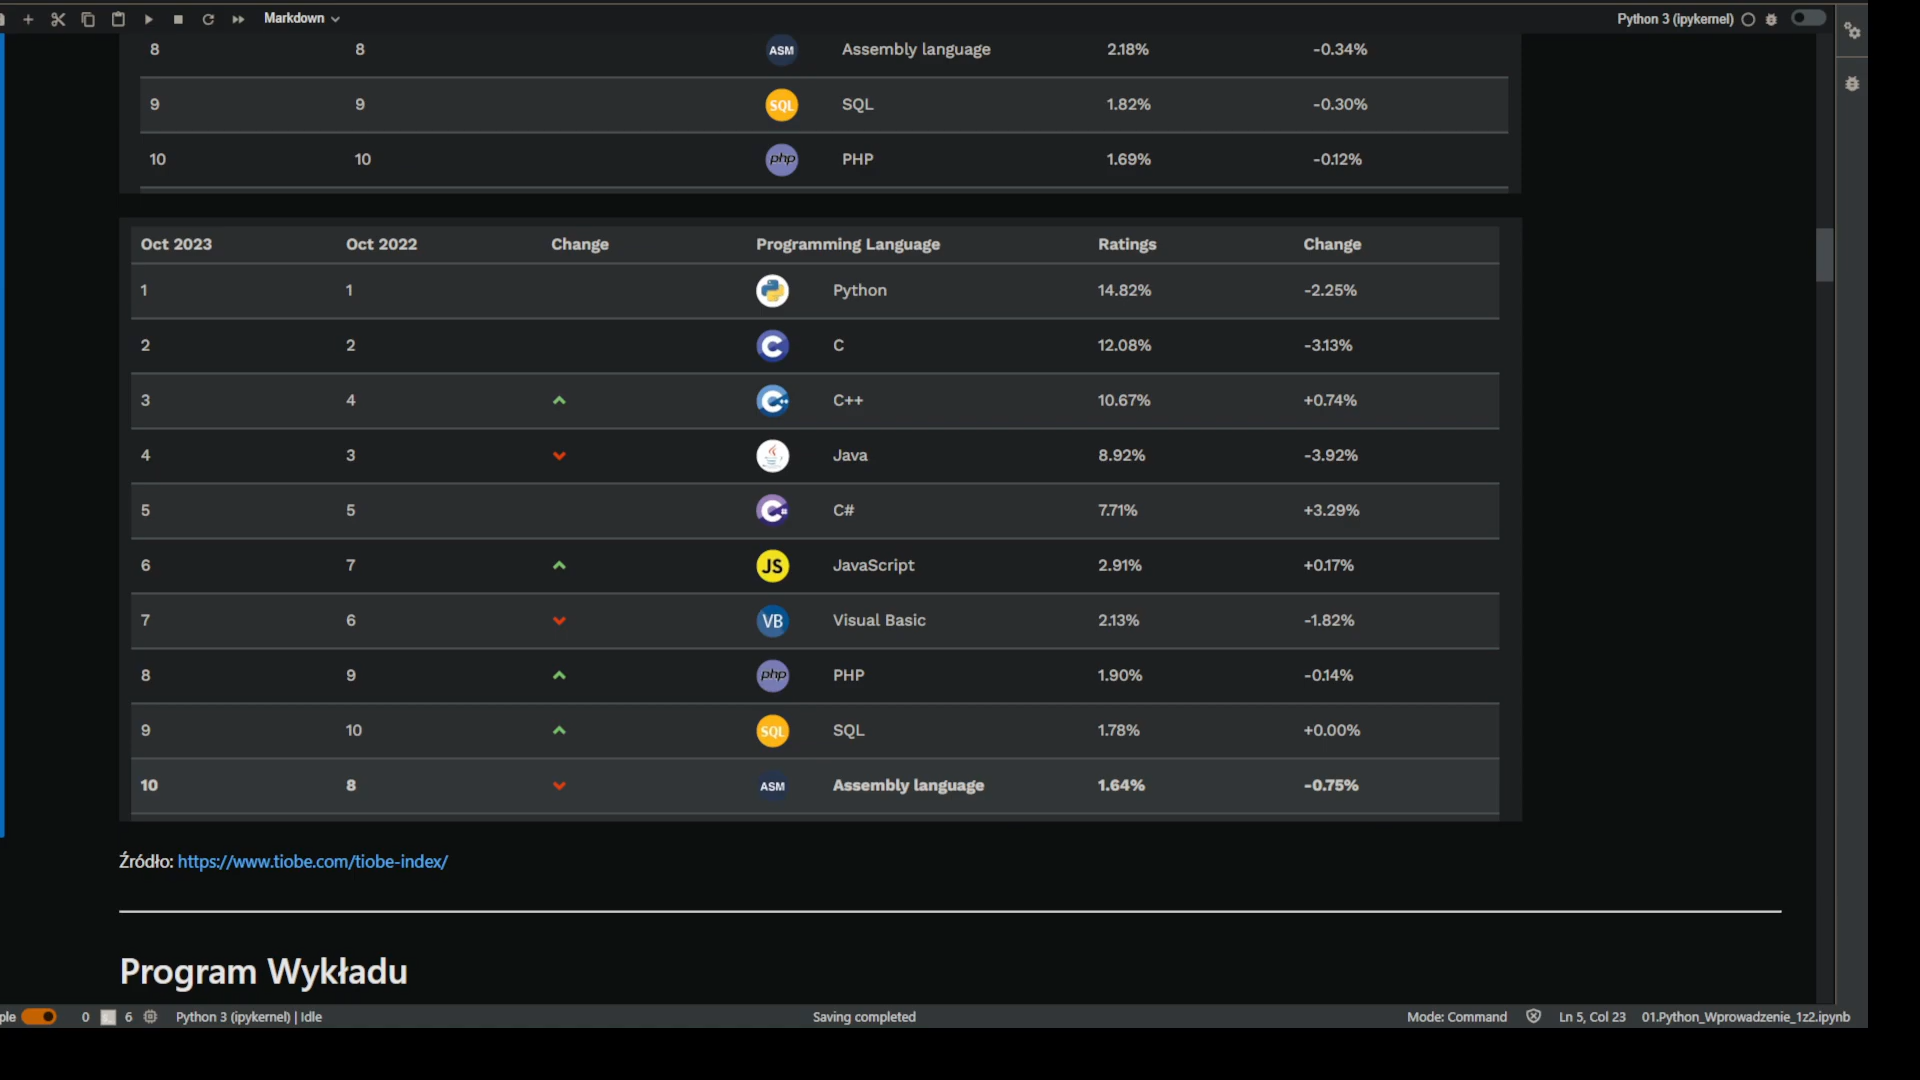 Markdown Python 3 (ipykernel)
8 8 ASM Assembly language 2.18% -0.34%
9 9 SQL SQL 1.82% -0.30%
10 10 php PHP 1.69% -0.12%
Oct 2023 Oct 2022 Change Programming Language Ratings Change
1 1 Python 14.82% -2.25%
2 2 C C 12.08% -3.13%
3 4 C++ C++ 10.67% +0.74%
4 3 Java 8.92% -3.92%
5 5 C# C# 7.71% +3.29%
6 7 JS JavaScript 2.91% +0.17%
7 6 VB Visual Basic 2.13% -1.82%
8 9 php PHP 1.90% -0.14%
9 10 SQL SQL 1.78% +0.00%
10 8 ASM Assembly language 1.64% -0.75%
Źródło: https://www.tiobe.com/tiobe-index/
Program Wykładu
ple 0 6 Python 3 (ipykernel) | Idle Saving completed Mode: Command Ln 5, Col 23 01.Python_Wprowadzenie_1z2.ipynb